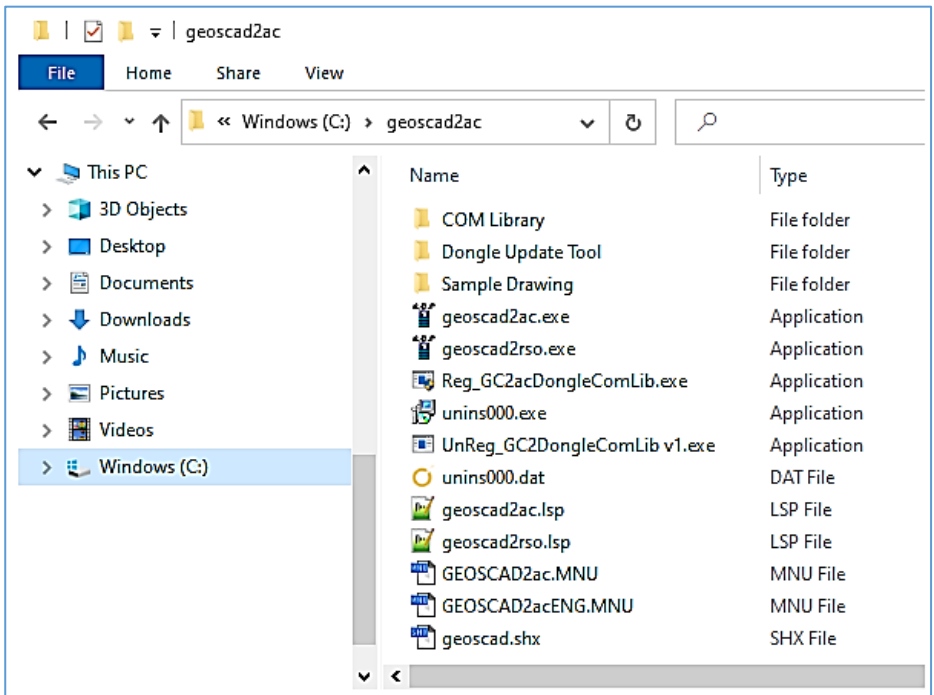 geoscad2ac
File Home Share View
« Windows (C:) › geoscad2ac
This PC
3D Objects
Desktop
Documents
Downloads
Music
Pictures
Videos
Windows (C:)
Name Type
COM Library File folder
Dongle Update Tool File folder
Sample Drawing File folder
geoscad2ac.exe Application
geoscad2rso.exe Application
Reg_GC2acDongleComLib.exe Application
unins000.exe Application
UnReg_GC2DongleComLib v1.exe Application
unins000.dat DAT File
geoscad2ac.lsp LSP File
geoscad2rso.lsp LSP File
GEOSCAD2ac.MNU MNU File
GEOSCAD2acENG.MNU MNU File
geoscad.shx SHX File